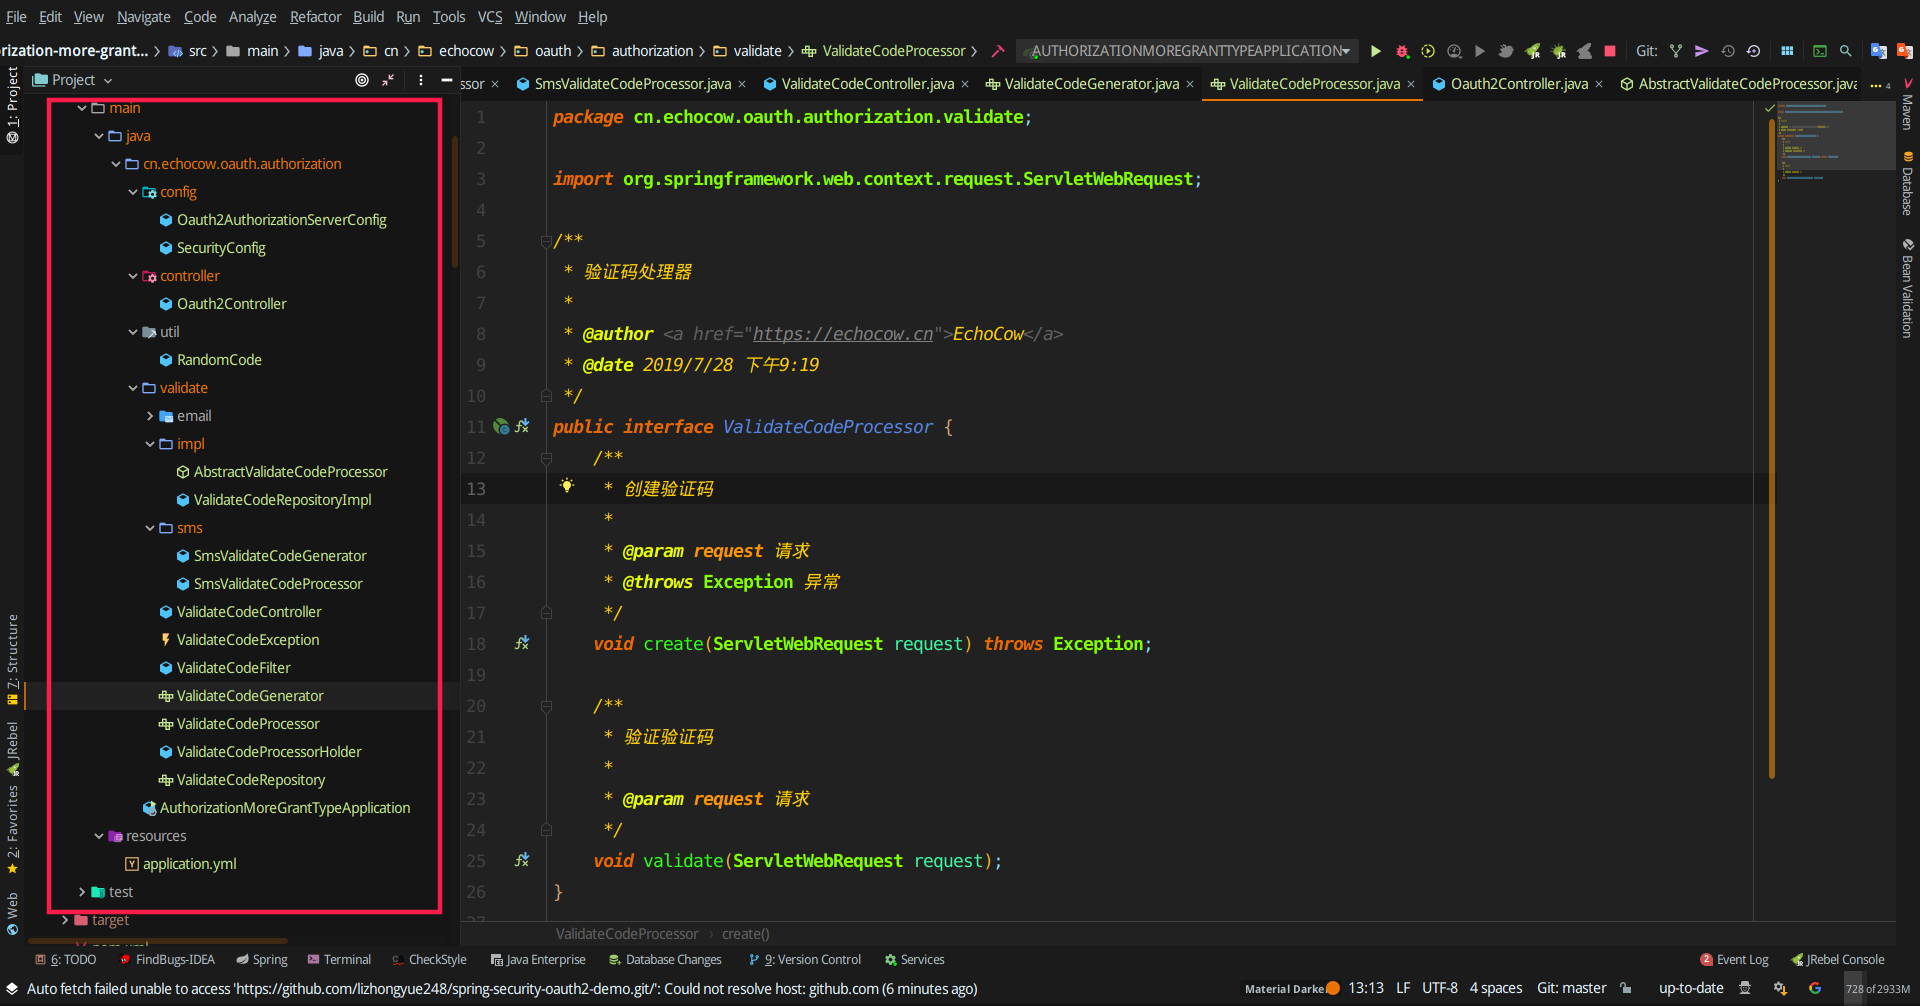 File Edit View Navigate Code Analyze Refactor Build Run Tools VCS Window Help
rization-more-grant... src main java cn echocow oauth authorization validate ValidateCodeProcessor AUTHORIZATIONMOREGRANTTYPEAPPLICATION Git:
Project
ssor SmsValidateCodeProcessor.java ValidateCodeController.java ValidateCodeGenerator.java ValidateCodeProcessor.java Oauth2Controller.java AbstractValidateCodeProcessor.java ... 4
1: Project
7: Structure
JRebel
2: Favorites
Web
main
java
cn.echocow.oauth.authorization
config
Oauth2AuthorizationServerConfig
SecurityConfig
controller
Oauth2Controller
util
RandomCode
validate
email
impl
AbstractValidateCodeProcessor
ValidateCodeRepositoryImpl
sms
SmsValidateCodeGenerator
SmsValidateCodeProcessor
ValidateCodeController
ValidateCodeException
ValidateCodeFilter
ValidateCodeGenerator
ValidateCodeProcessor
ValidateCodeProcessorHolder
ValidateCodeRepository
AuthorizationMoreGrantTypeApplication
resources
application.yml
test
target
1 package cn.echocow.oauth.authorization.validate;
2
3 import org.springframework.web.context.request.ServletWebRequest;
4
5 /**
6 * 验证码处理器
7 *
8 * @author <a href="https://echocow.cn">EchoCow</a>
9 * @date 2019/7/28 下午9:19
10 */
11 public interface ValidateCodeProcessor {
12 /**
13 * 创建验证码
14 *
15 * @param request 请求
16 * @throws Exception 异常
17 */
18 void create(ServletWebRequest request) throws Exception;
19
20 /**
21 * 验证验证码
22 *
23 * @param request 请求
24 */
25 void validate(ServletWebRequest request);
26 }
ValidateCodeProcessor › create()
Maven
Database
Bean Validation
6: TODO FindBugs-IDEA Spring Terminal CheckStyle Java Enterprise Database Changes 9: Version Control Services 2 Event Log JRebel Console
Auto fetch failed unable to access 'https://github.com/lizhongyue248/spring-security-oauth2-demo.git/': Could not resolve host: github.com (6 minutes ago) Material Darker 13:13 LF UTF-8 4 spaces Git: master up-to-date 728 of 2933M